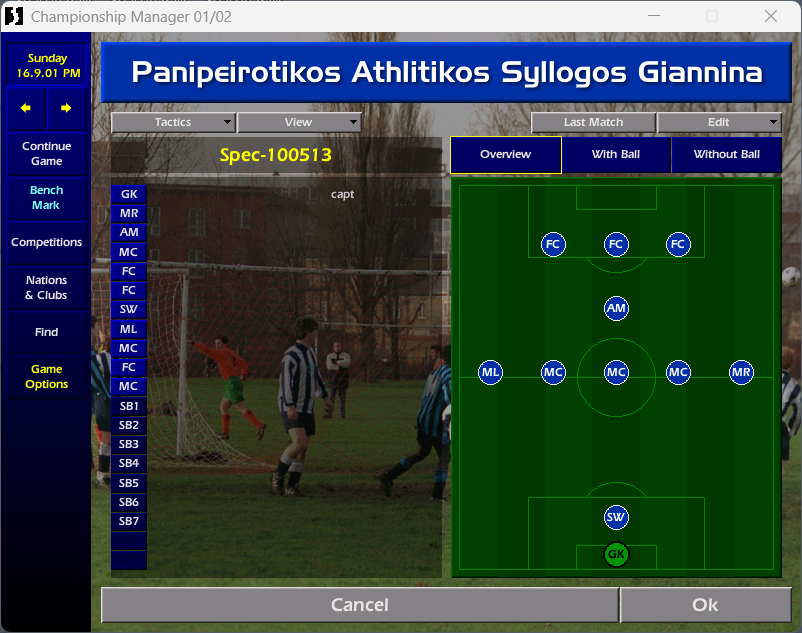 Championship Manager 01/02
Sunday
16.9.01 PM
Continue
Game
Bench
Mark
Competitions
Nations
& Clubs
Find
Game
Options
Panipeirotikos Athlitikos Syllogos Giannina
Tactics
View
Last Match
Edit
Spec-100513
Overview
With Ball
Without Ball
GK capt
MR
AM
MC
FC
FC
SW
ML
MC
FC
MC
SB1
SB2
SB3
SB4
SB5
SB6
SB7
FC FC FC
AM
ML MC MC MC MR
SW
GK
Cancel
Ok